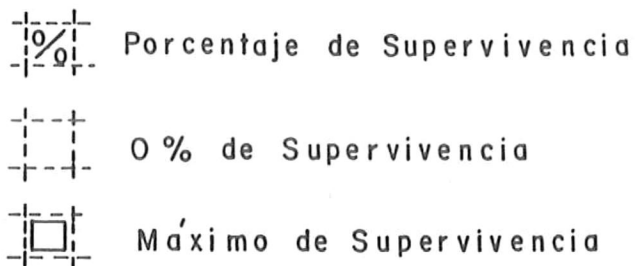 % Porcentaje de Supervivencia
0 % de Supervivencia
Máximo de Supervivencia